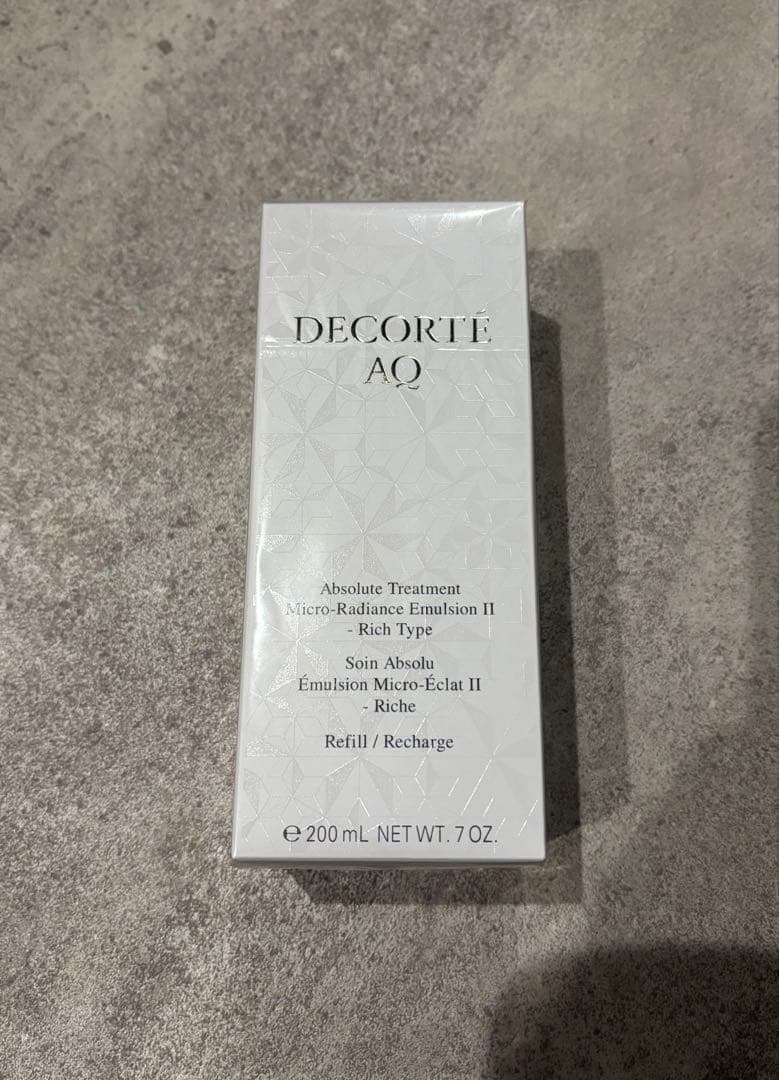 DECORTÉ
AQ
Absolute Treatment
Micro-Radiance Emulsion II
- Rich Type
Soin Absolu
Émulsion Micro-Éclat II
- Riche
Refill / Recharge
℮ 200 mL NET WT. 7 OZ.